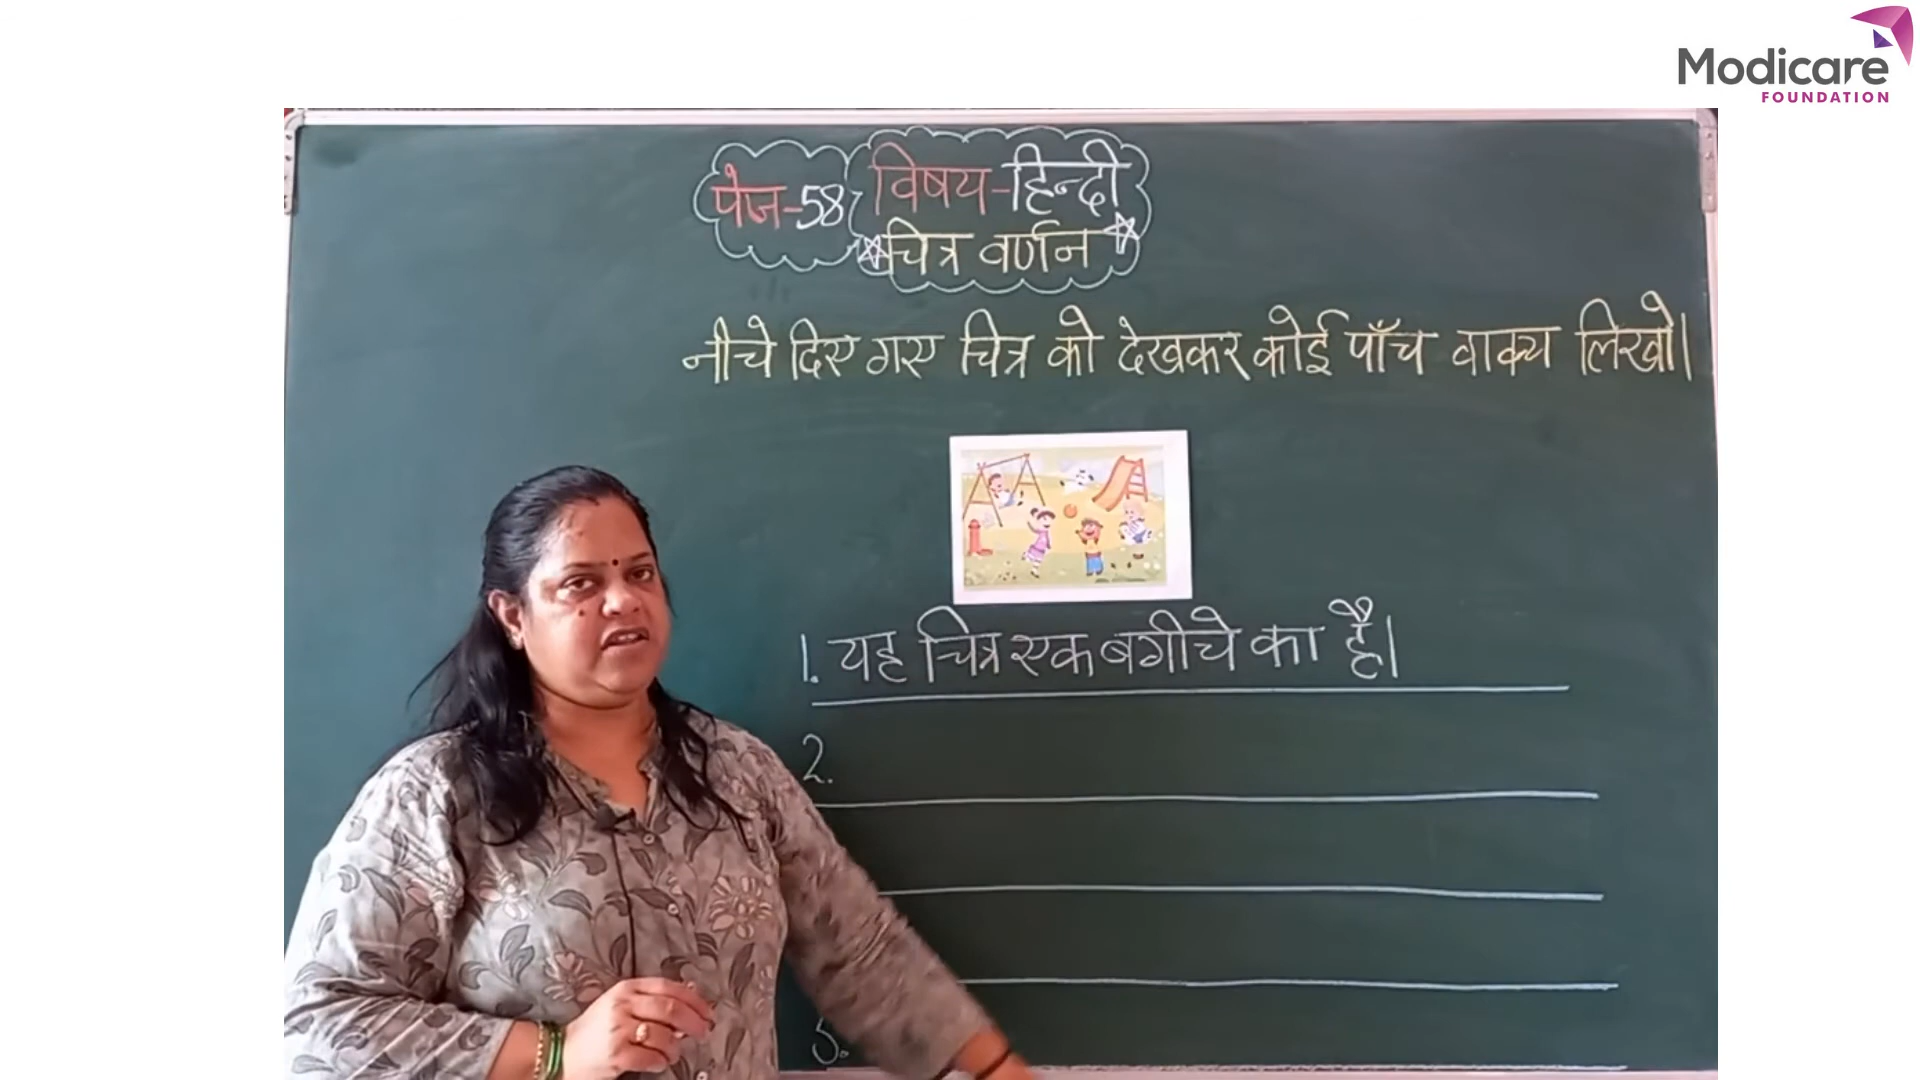 Modicare
FOUNDATION
पेज-58
विषय-हिन्दी
चित्र वर्णन
नीचे दिए गए चित्र को देखकर कोई पाँच वाक्य लिखो।
1. यह चित्र एक बगीचे का है।
2.
5.